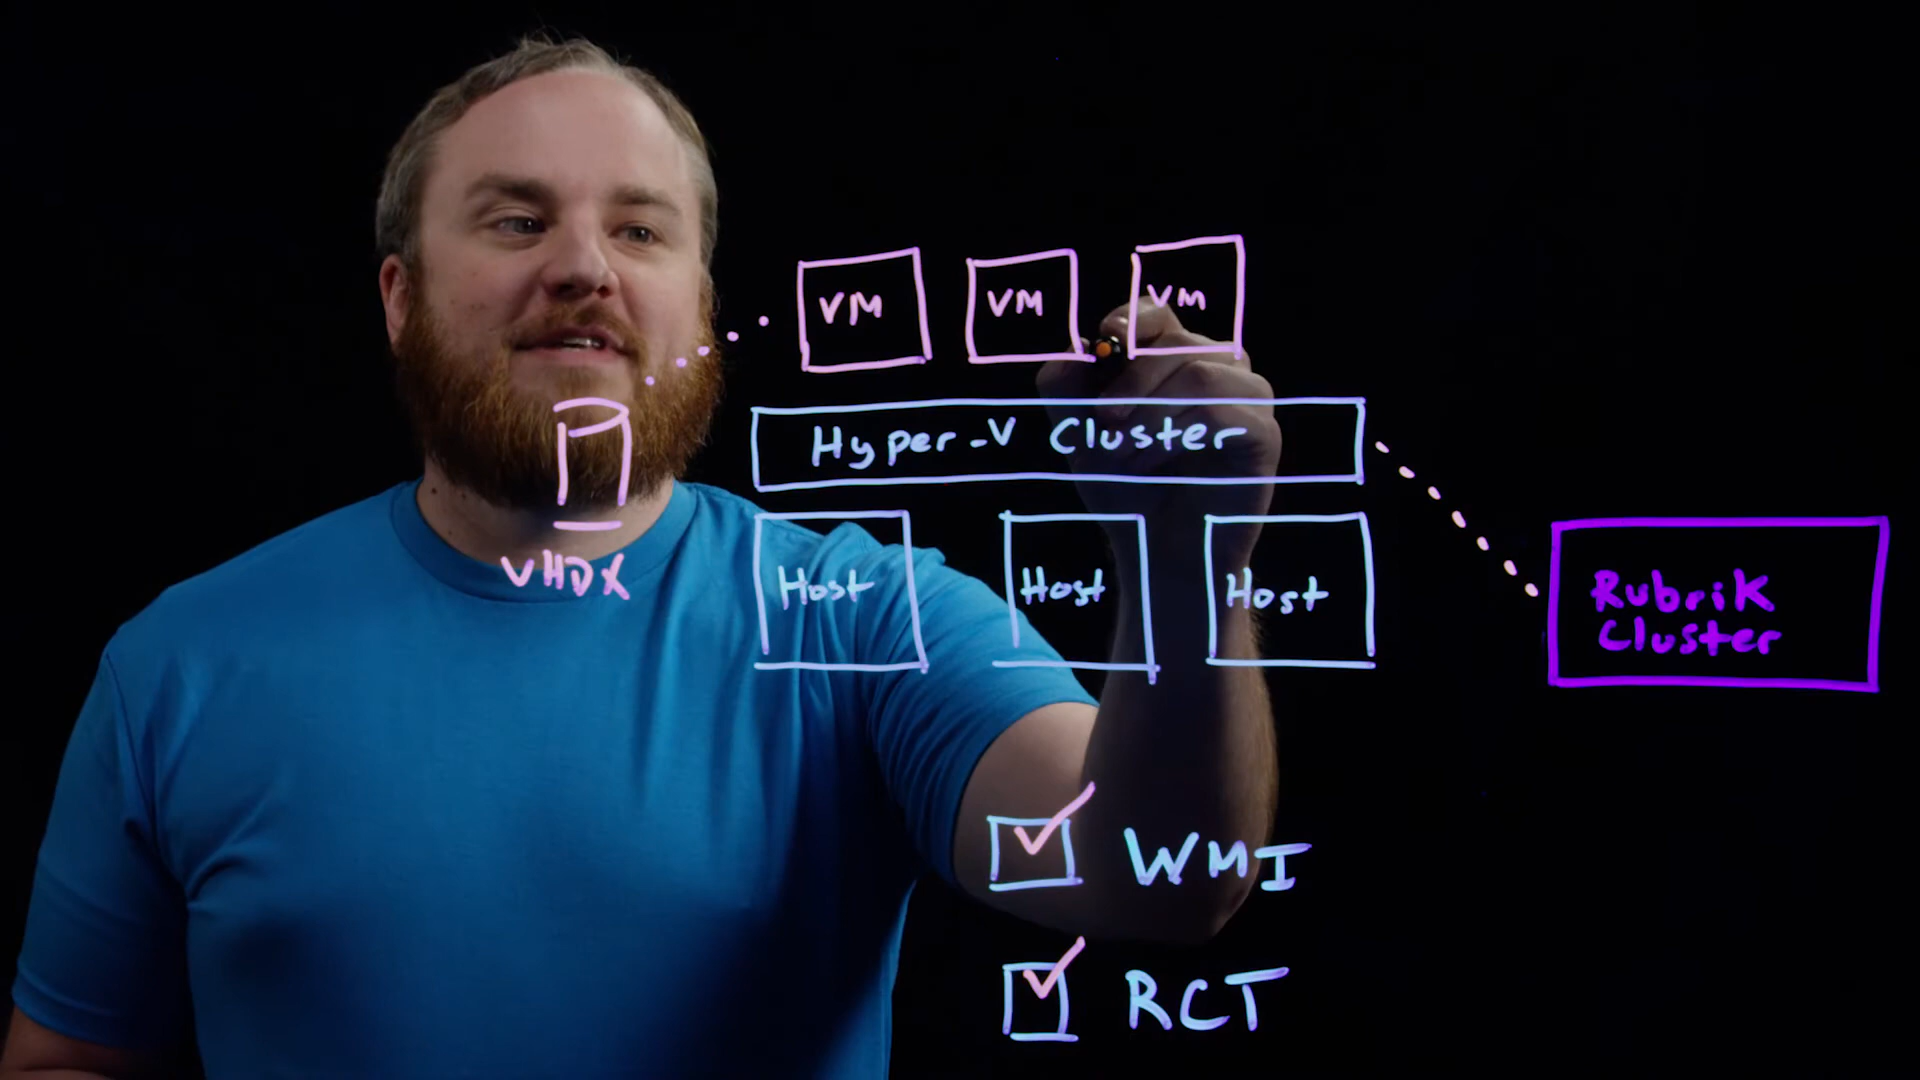 VM VM VM
Hyper-V Cluster
VHDX
Host Host Host
Rubrik
Cluster
WMI
RCT